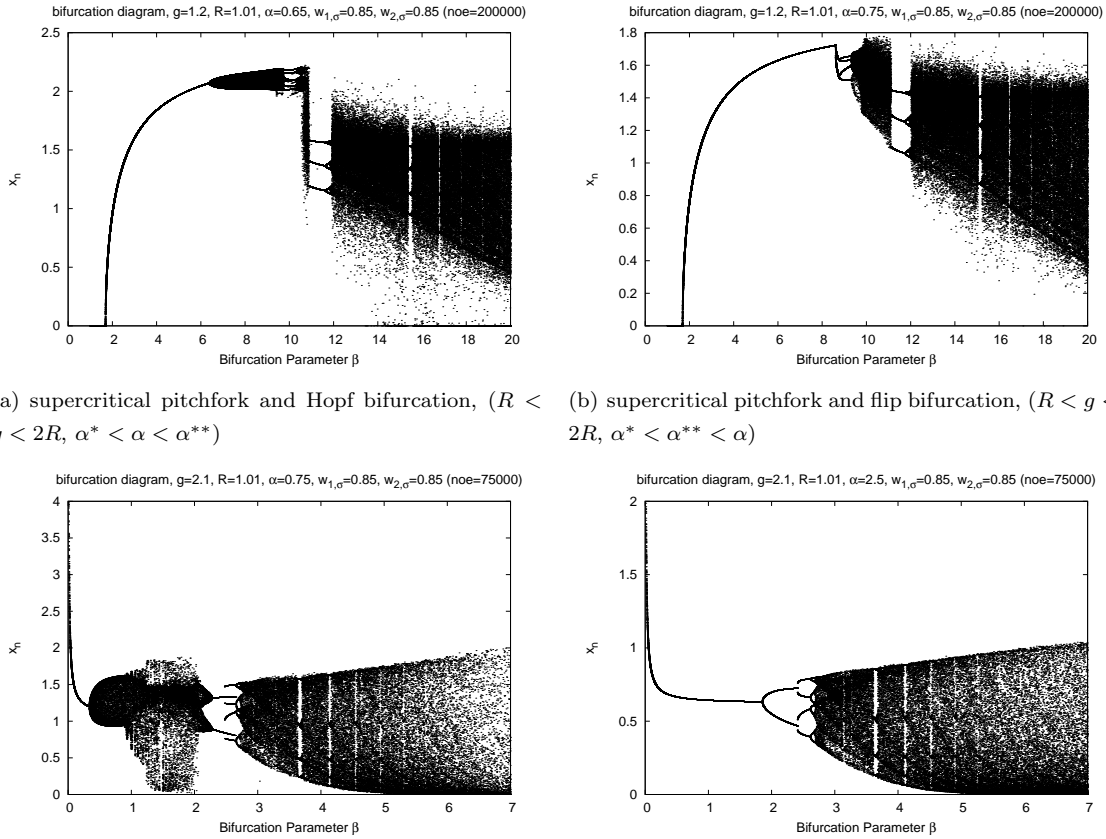 bifurcation diagram, g=1.2, R=1.01, α=0.65, w1,σ=0.85, w2,σ=0.85 (noe=200000)
2.5
2
1.5
1
0.5
0
xn
0 2 4 6 8 10 12 14 16 18 20
Bifurcation Parameter β
bifurcation diagram, g=1.2, R=1.01, α=0.75, w1,σ=0.85, w2,σ=0.85 (noe=200000)
1.8
1.6
1.4
1.2
1
0.8
0.6
0.4
0.2
0
xn
0 2 4 6 8 10 12 14 16 18 20
Bifurcation Parameter β
a) supercritical pitchfork and Hopf bifurcation, (R <
g < 2R, α* < α < α**)
(b) supercritical pitchfork and flip bifurcation, (R < g <
2R, α* < α** < α)
bifurcation diagram, g=2.1, R=1.01, α=0.75, w1,σ=0.85, w2,σ=0.85 (noe=75000)
4
3.5
3
2.5
2
1.5
1
0.5
0
xn
0 1 2 3 4 5 6 7
Bifurcation Parameter β
bifurcation diagram, g=2.1, R=1.01, α=2.5, w1,σ=0.85, w2,σ=0.85 (noe=75000)
2
1.5
1
0.5
0
xn
0 1 2 3 4 5 6 7
Bifurcation Parameter β